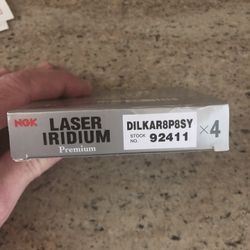 NGK
LASER
IRIDIUM
Premium
DILKAR8P8SY
STOCK NO. 92411
×4